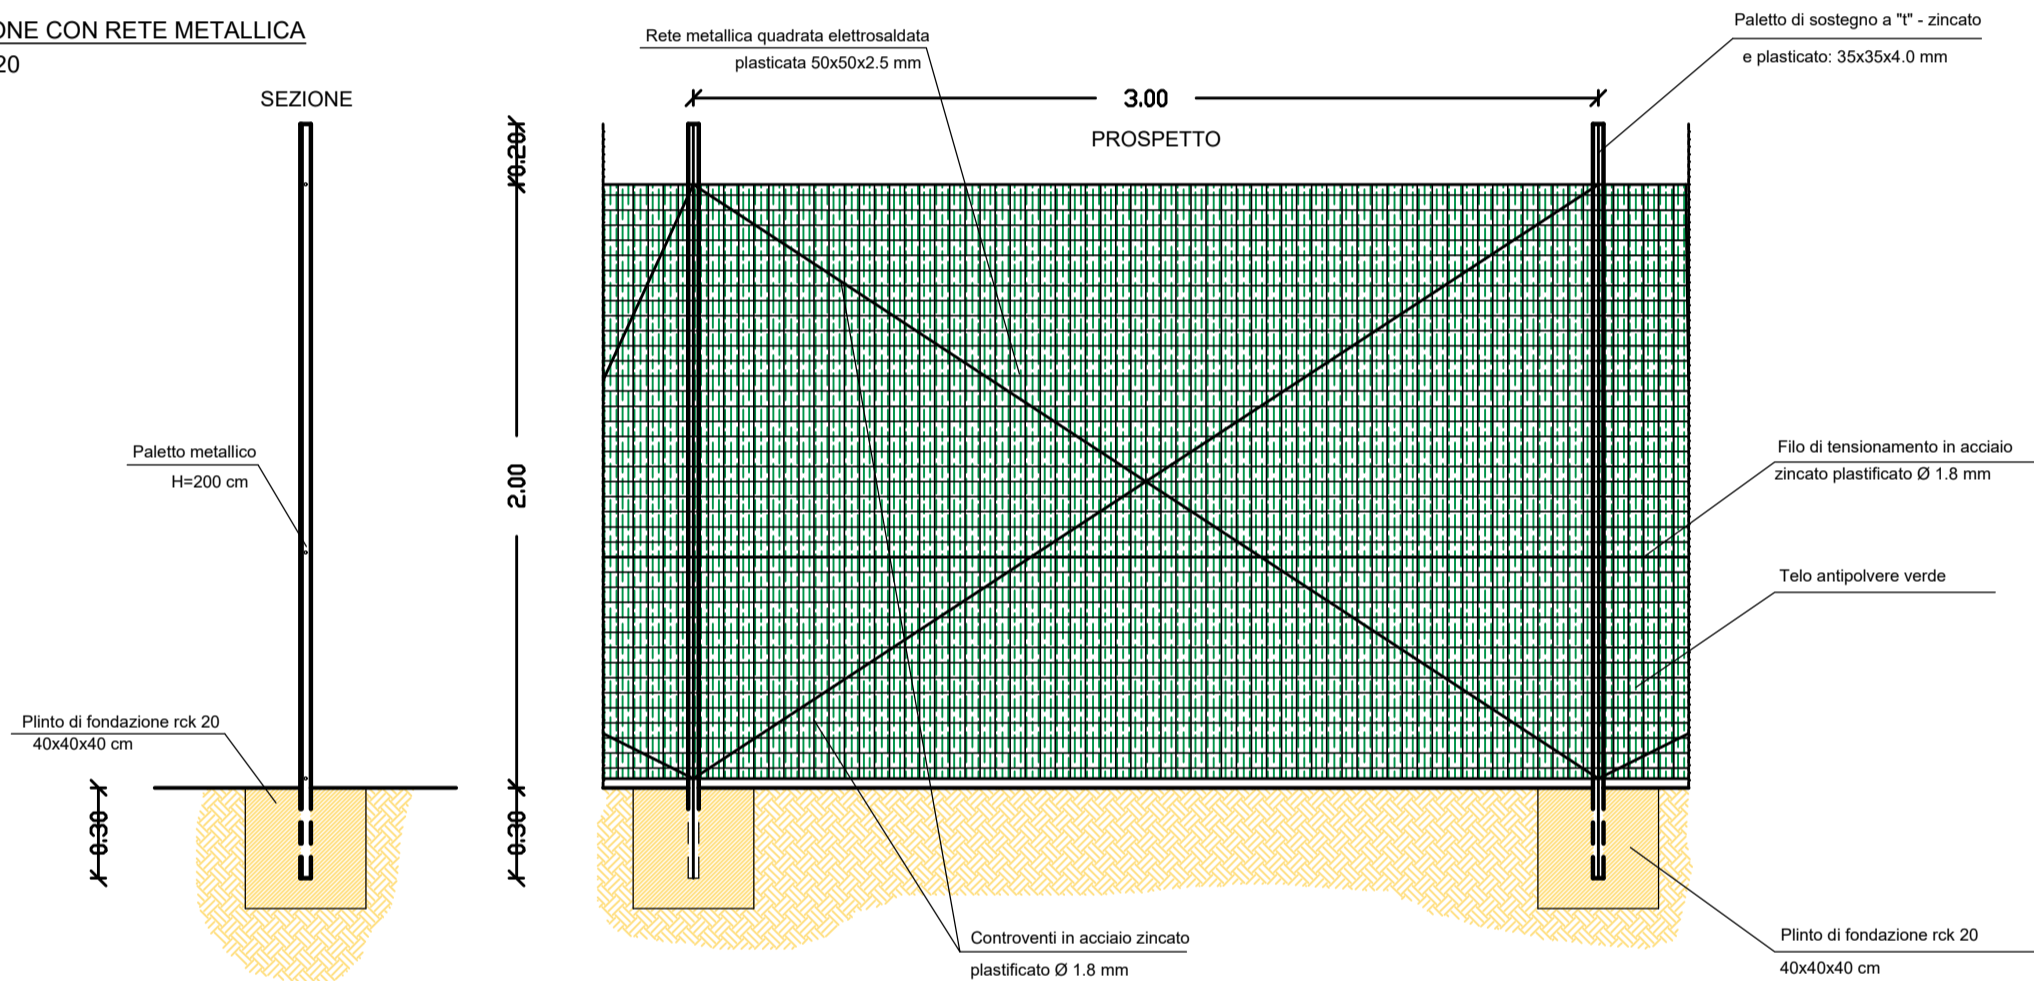 ONE CON RETE METALLICA
20
SEZIONE
Rete metallica quadrata elettrosaldata
plasticata 50x50x2.5 mm
Paletto di sostegno a "t" - zincato
e plasticato: 35x35x4.0 mm
3.00
PROSPETTO
0.20
Paletto metallico
H=200 cm
2.00
Filo di tensionamento in acciaio
zincato plastificato Ø 1.8 mm
Telo antipolvere verde
Plinto di fondazione rck 20
40x40x40 cm
0.30
0.30
Controventi in acciaio zincato
plastificato Ø 1.8 mm
Plinto di fondazione rck 20
40x40x40 cm